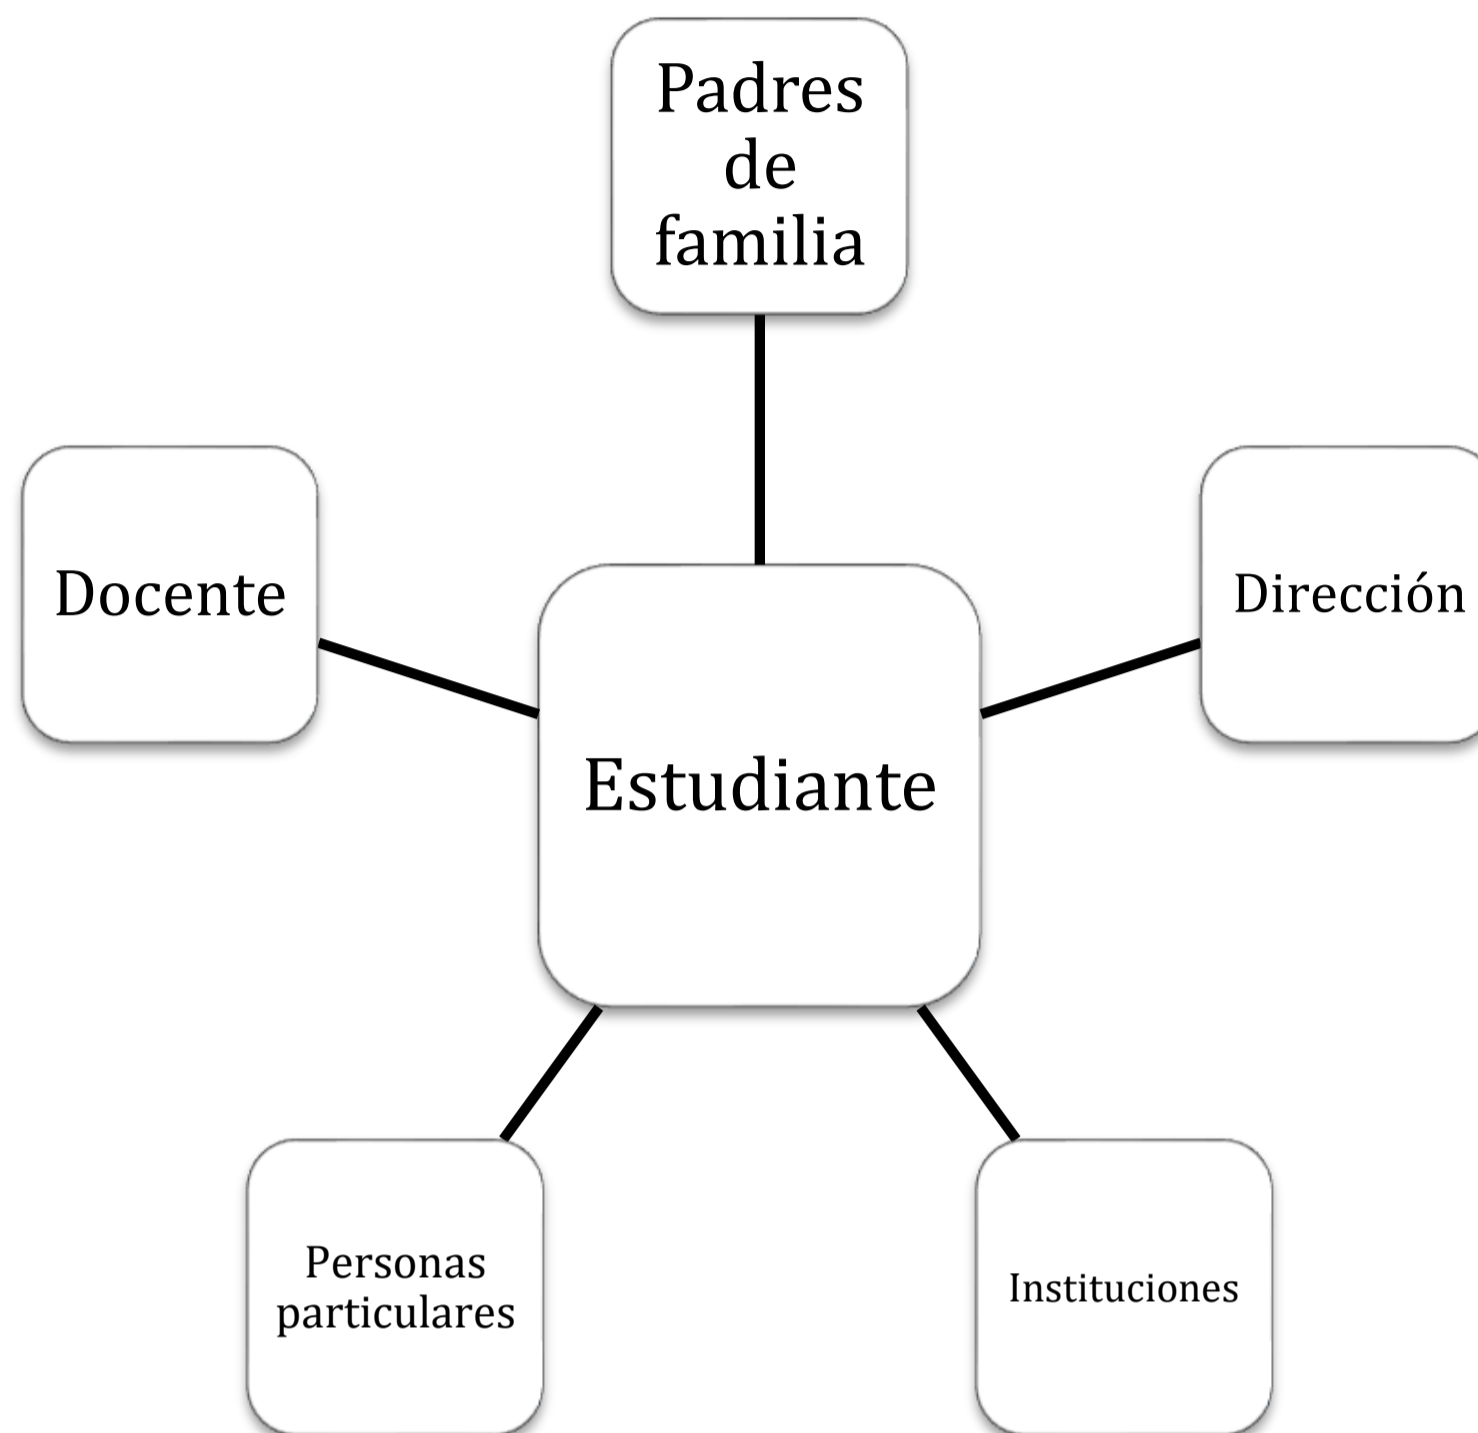 Padres
de
familia
Docente
Dirección
Estudiante
Personas
particulares
Instituciones